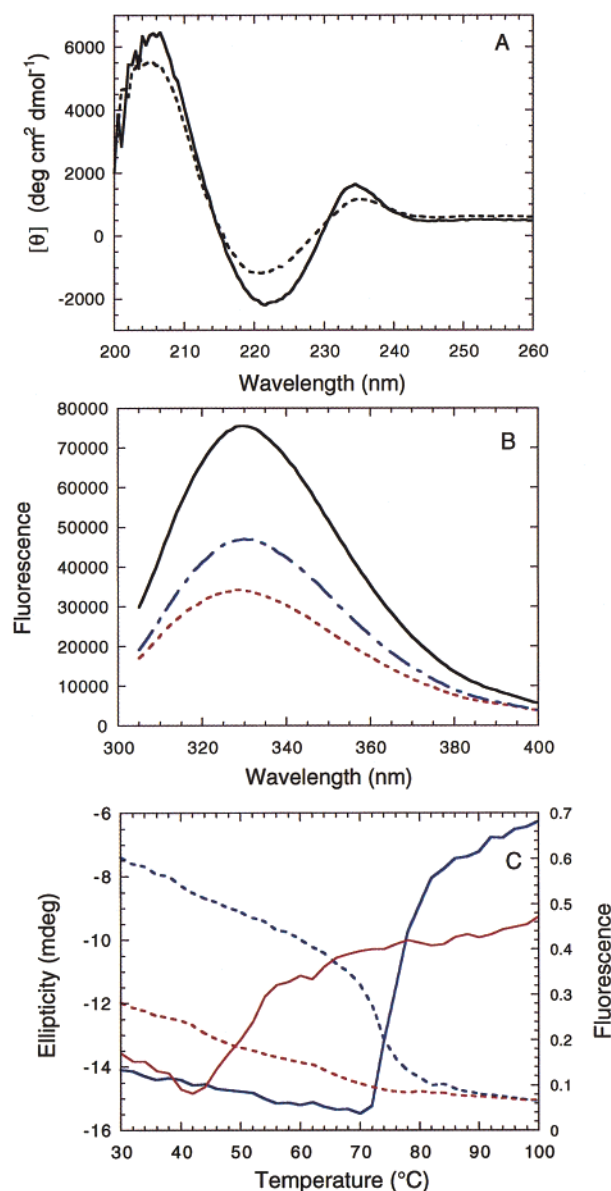 A
6000
4000
2000
0
-2000
[θ] (deg cm² dmol⁻¹)
200 210 220 230 240 250 260
Wavelength (nm)
B
80000
70000
60000
50000
40000
30000
20000
10000
0
Fluorescence
300 320 340 360 380 400
Wavelength (nm)
C
-6
-8
-10
-12
-14
-16
Ellipticity (mdeg)
0.7
0.6
0.5
0.4
0.3
0.2
0.1
0
Fluorescence
30 40 50 60 70 80 90 100
Temperature (°C)